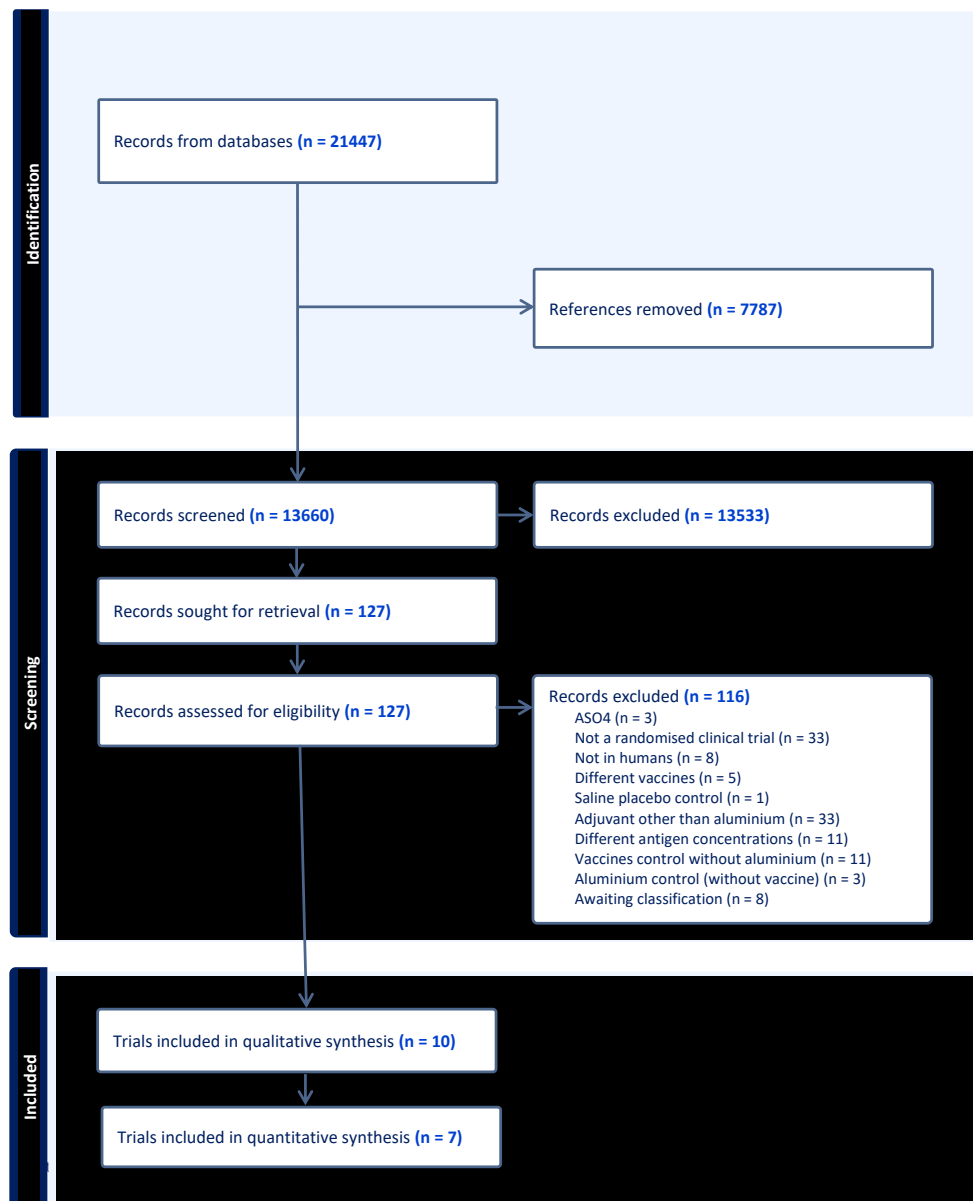 Identification
Records from databases (n = 21447)
References removed (n = 7787)
Screening
Records screened (n = 13660)
Records excluded (n = 13533)
Records sought for retrieval (n = 127)
Records assessed for eligibility (n = 127)
Records excluded (n = 116)
ASO4 (n = 3)
Not a randomised clinical trial (n = 33)
Not in humans (n = 8)
Different vaccines (n = 5)
Saline placebo control (n = 1)
Adjuvant other than aluminium (n = 33)
Different antigen concentrations (n = 11)
Vaccines control without aluminium (n = 11)
Aluminium control (without vaccine) (n = 3)
Awaiting classification (n = 8)
Included
Trials included in qualitative synthesis (n = 10)
Trials included in quantitative synthesis (n = 7)